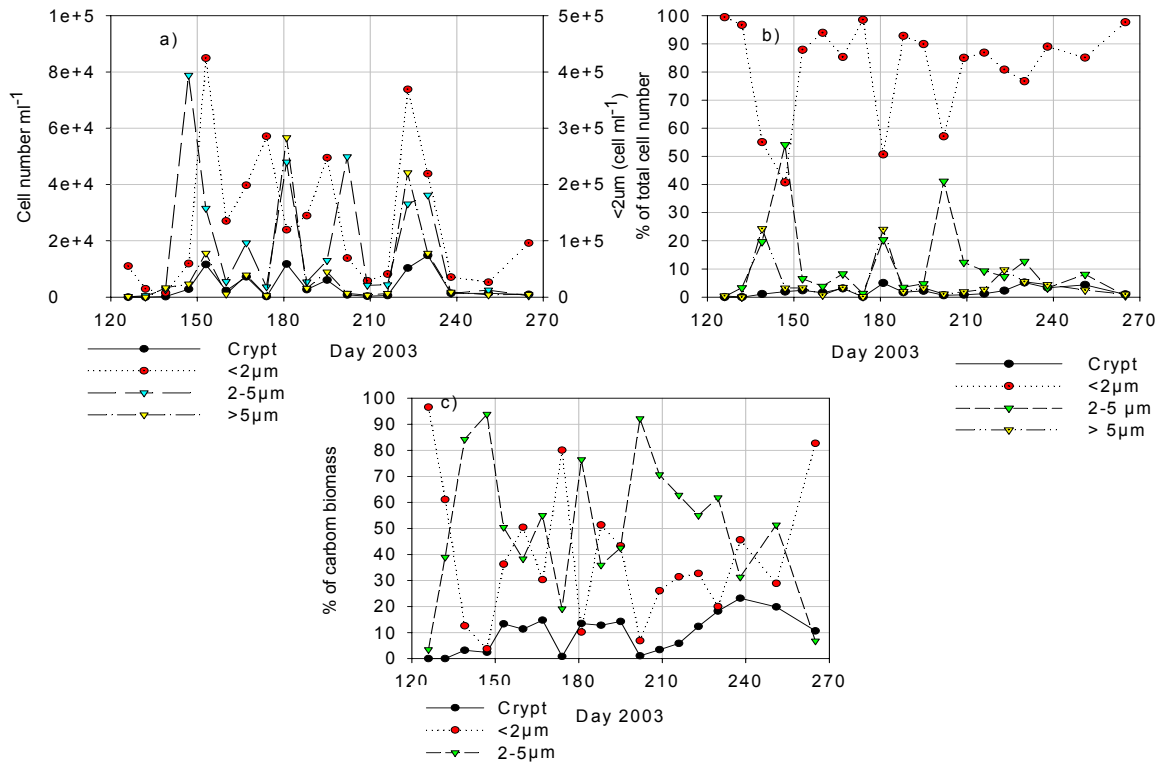 a)
1e+5
8e+4
6e+4
4e+4
2e+4
0
Cell number ml-1
5e+5
4e+5
3e+5
2e+5
1e+5
0
<2um (cell ml-1)
120 150 180 210 240 270
Day 2003
Crypt
<2µm
2-5µm
>5µm
b)
100
90
80
70
60
50
40
30
20
10
0
% of total cell number
120 150 180 210 240 270
Day 2003
Crypt
<2µm
2-5 µm
> 5µm
c)
100
90
80
70
60
50
40
30
20
10
0
% of carbom biomass
120 150 180 210 240 270
Day 2003
Crypt
<2µm
2-5µm